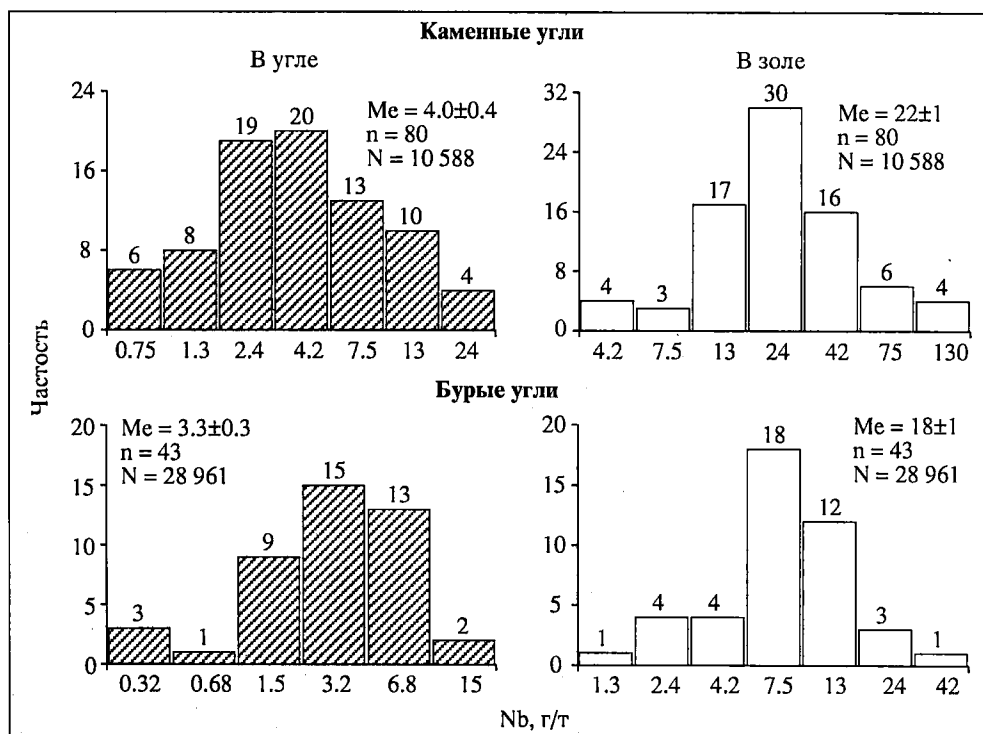 Каменные угли
В угле
В золе
24
16
8
0
6
8
19
20
13
10
4
Me = 4.0±0.4
n = 80
N = 10 588
0.75 1.3 2.4 4.2 7.5 13 24
32
24
16
8
0
4
3
17
30
16
6
4
Me = 22±1
n = 80
N = 10 588
4.2 7.5 13 24 42 75 130
Частость
Бурые угли
20
15
10
5
0
Me = 3.3±0.3
n = 43
N = 28 961
3
1
9
15
13
2
0.32 0.68 1.5 3.2 6.8 15
20
15
10
5
0
1
4
4
18
12
3
1
Me = 18±1
n = 43
N = 28 961
1.3 2.4 4.2 7.5 13 24 42
Nb, г/т